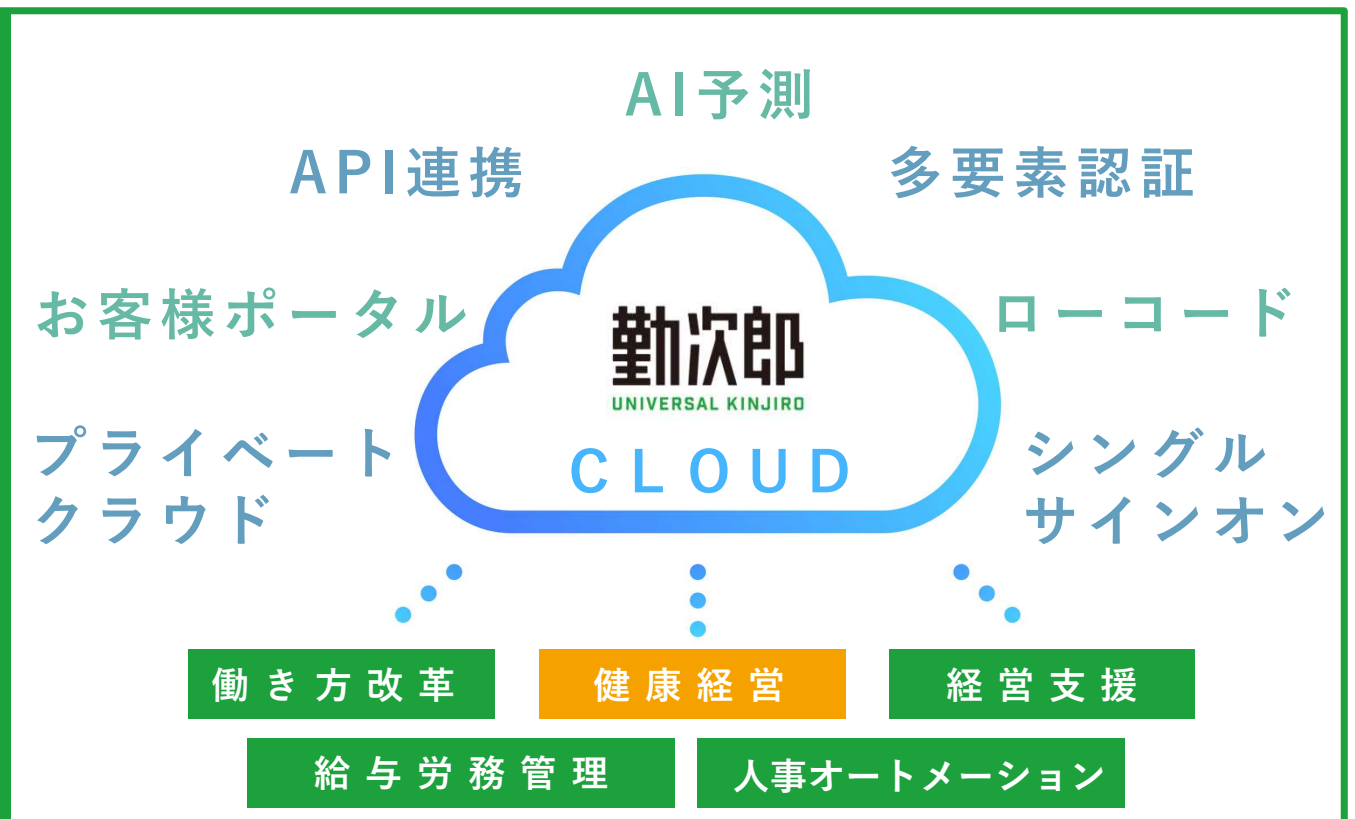 AI予測
API連携
多要素認証
お客様ポータル
ローコード
勤次郎
UNIVERSAL KINJIRO
CLOUD
プライベート
クラウド
シングル
サインオン
働き方改革
健康経営
経営支援
給与労務管理
人事オートメーション